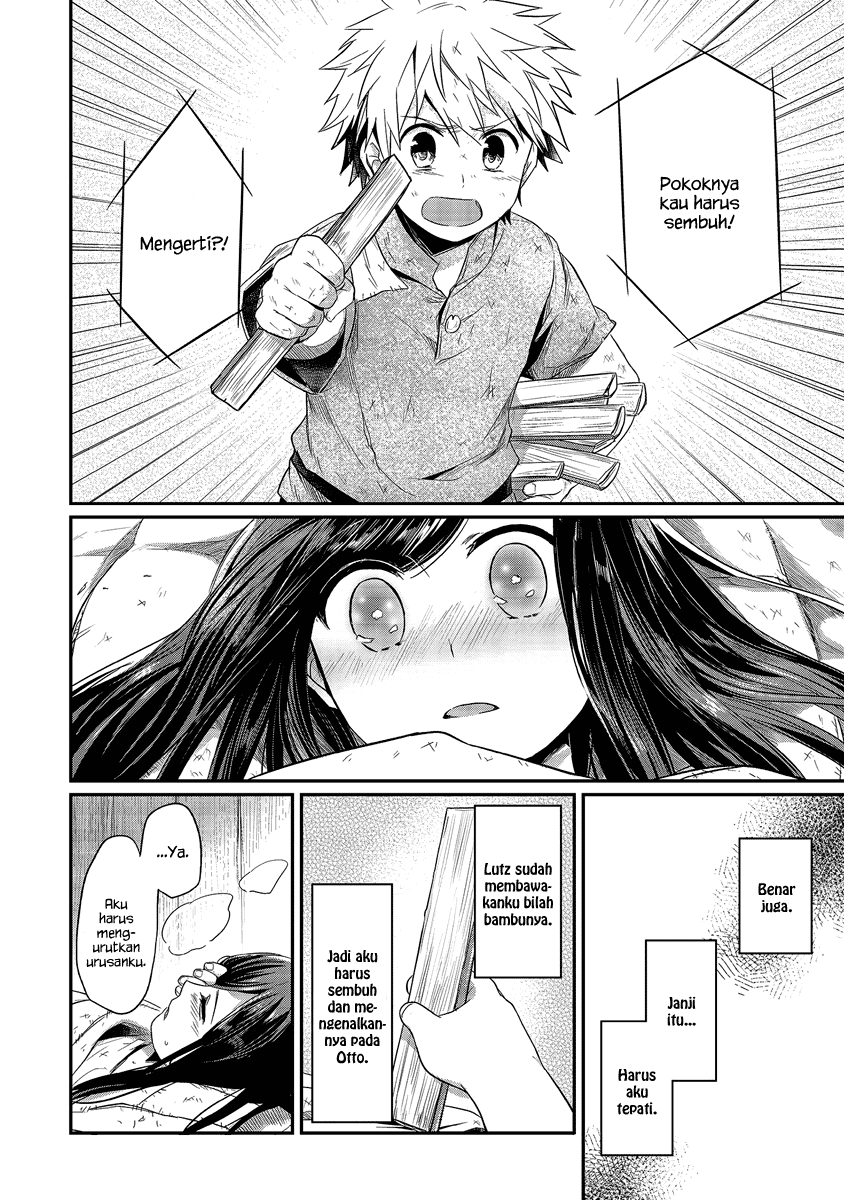 Pokoknya
kau harus
sembuh!
Mengerti?!
Benar
juga.
Janji
itu...
Harus
aku
tepati.
Lutz sudah
membawa-
kanku bilah
bambunya.
Jadi aku
harus
sembuh
dan me-
ngenalkan-
nya pada
Otto.
...Ya.
Aku
harus
meng-
urutkan
urusanku.